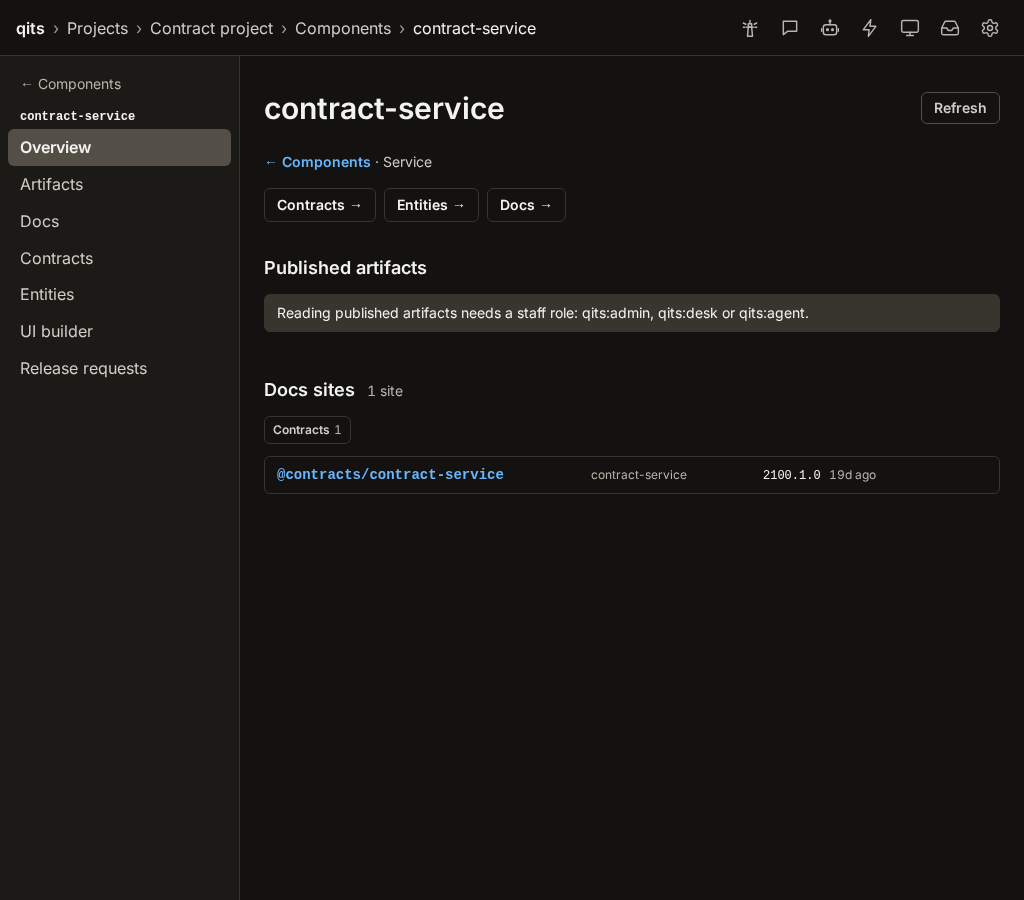 qits › Projects › Contract project › Components › contract-service
← Components
contract-service
Overview
Artifacts
Docs
Contracts
Entities
UI builder
Release requests
contract-service
Refresh
← Components · Service
Contracts →
Entities →
Docs →
Published artifacts
Reading published artifacts needs a staff role: qits:admin, qits:desk or qits:agent.
Docs sites 1 site
Contracts 1
@contracts/contract-service contract-service 2100.1.0 19d ago